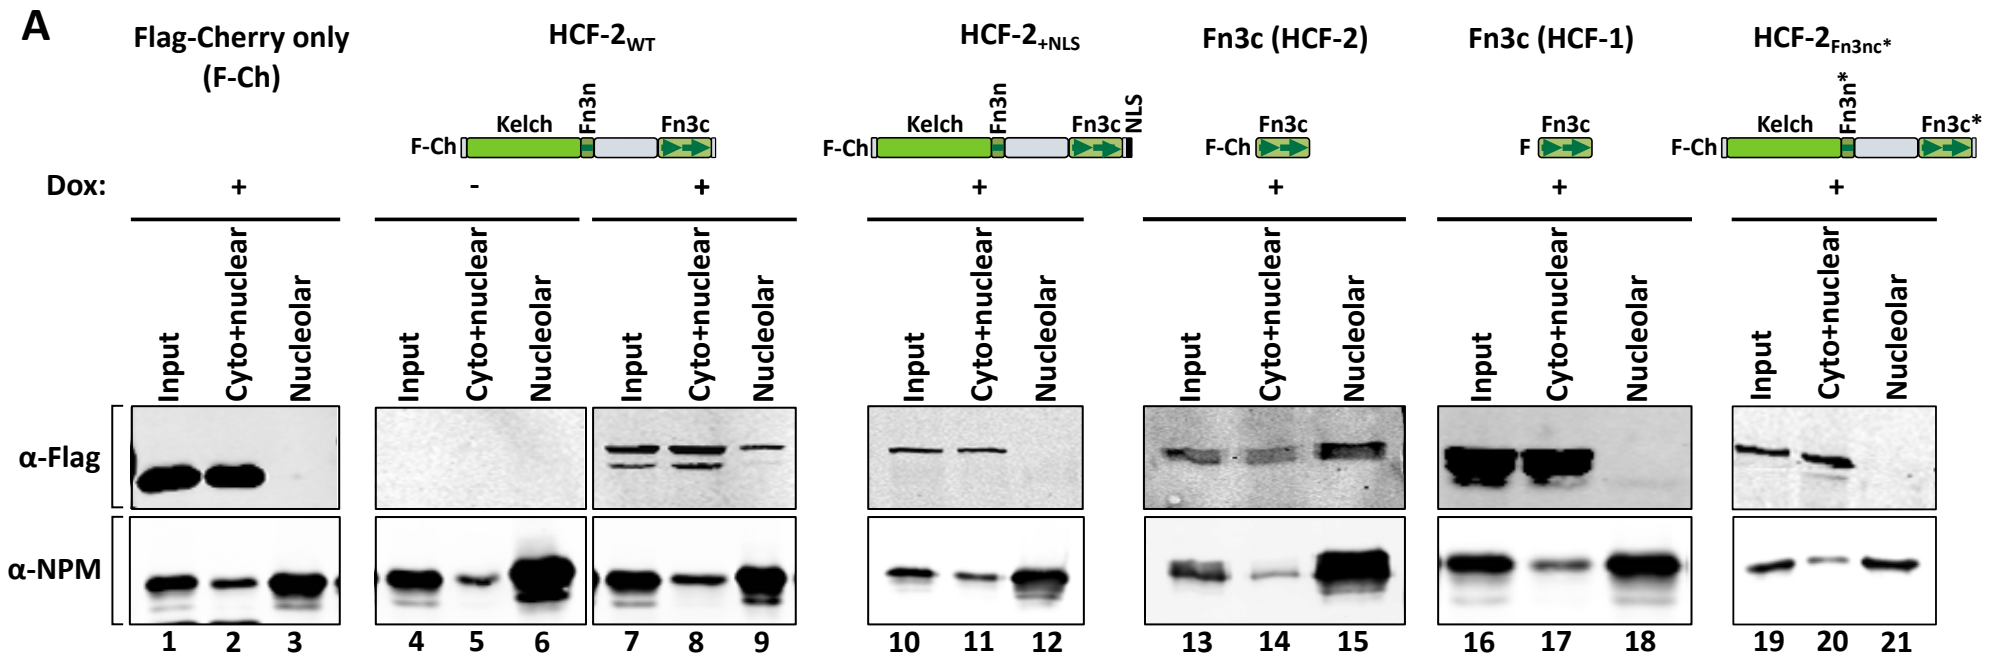 A
Flag-Cherry only
(F-Ch)
HCF-2WT
HCF-2+NLS
Fn3c (HCF-2)
Fn3c (HCF-1)
HCF-2Fn3nc*
F-Ch Kelch Fn3n Fn3c
F-Ch Kelch Fn3n Fn3c NLS
F-Ch Fn3c
F Fn3c
F-Ch Kelch Fn3n* Fn3c*
Dox: + - + + + + +
Input Cyto+nuclear Nucleolar
Input Cyto+nuclear Nucleolar
Input Cyto+nuclear Nucleolar
Input Cyto+nuclear Nucleolar
Input Cyto+nuclear Nucleolar
Input Cyto+nuclear Nucleolar
Input Cyto+nuclear Nucleolar
α-Flag
α-NPM
1 2 3 4 5 6 7 8 9 10 11 12 13 14 15 16 17 18 19 20 21